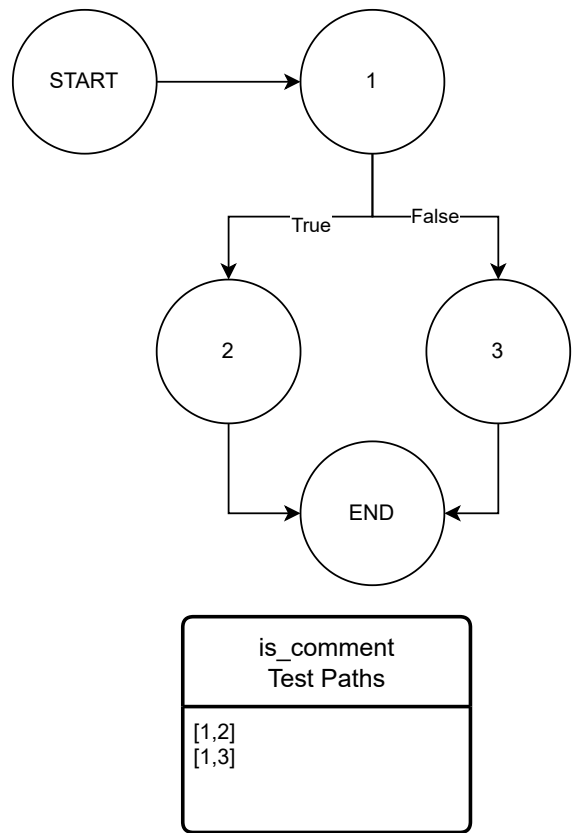 START
1
True
False
2
3
END
is_comment
Test Paths
[1,2]
[1,3]